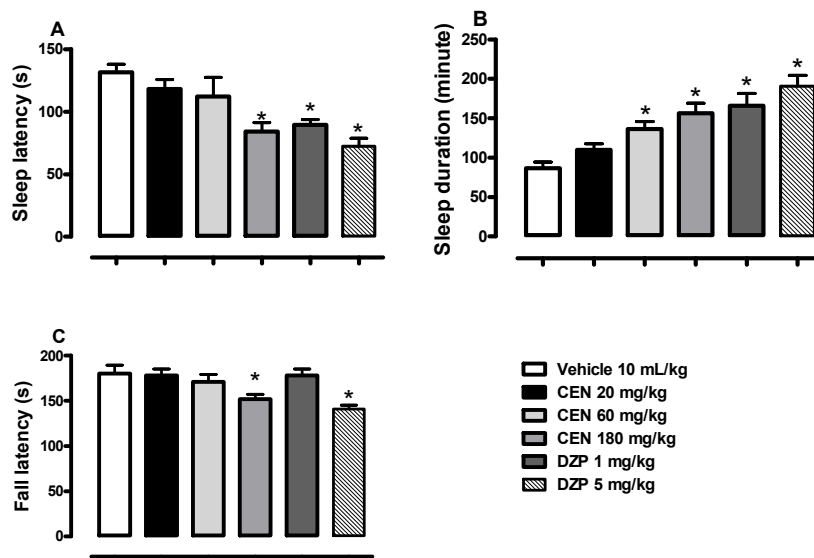 A
Sleep latency (s)
150
100
50
0
*
*
*
B
Sleep duration (minute)
250
200
150
100
50
0
*
*
*
*
C
Fall latency (s)
200
150
100
50
0
*
*
Vehicle 10 mL/kg
CEN 20 mg/kg
CEN 60 mg/kg
CEN 180 mg/kg
DZP 1 mg/kg
DZP 5 mg/kg